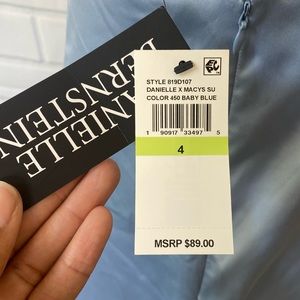 DANIELLE
BERNSTEIN
STYLE 819D107
DANIELLE X MACYS SU
COLOR 450 BABY BLUE
1 90917 33497 5
4
MSRP $89.00